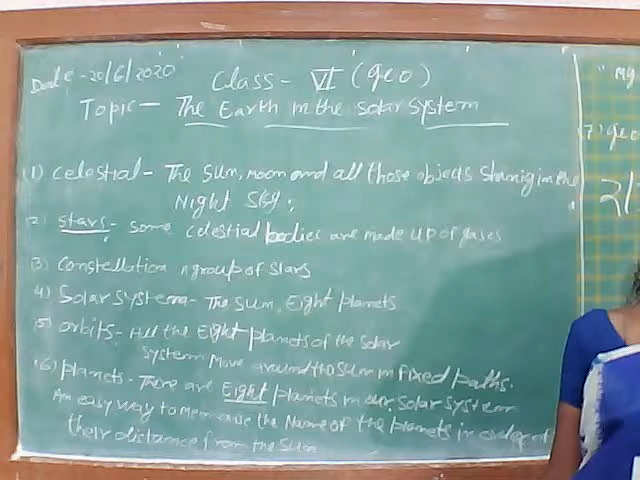 Date - 20/6/2020
Class - VI (geo)
Topic - The Earth in the solar system
(1) Celestial - The Sun, Moon and all those objects Shining in the
Night Sky;
2) Stars - Some celestial bodies are made up of gases
3) Constellation A group of Stars
4) Solar System - The Sun, Eight planets
(5) Orbits - All the Eight planets of the Solar
System Move around the Sun in fixed paths.
(6) Planets - There are Eight planets in our Solar System
An easy way to the Name of the planets in order of
their distance from the Sun
" My
(7) geo